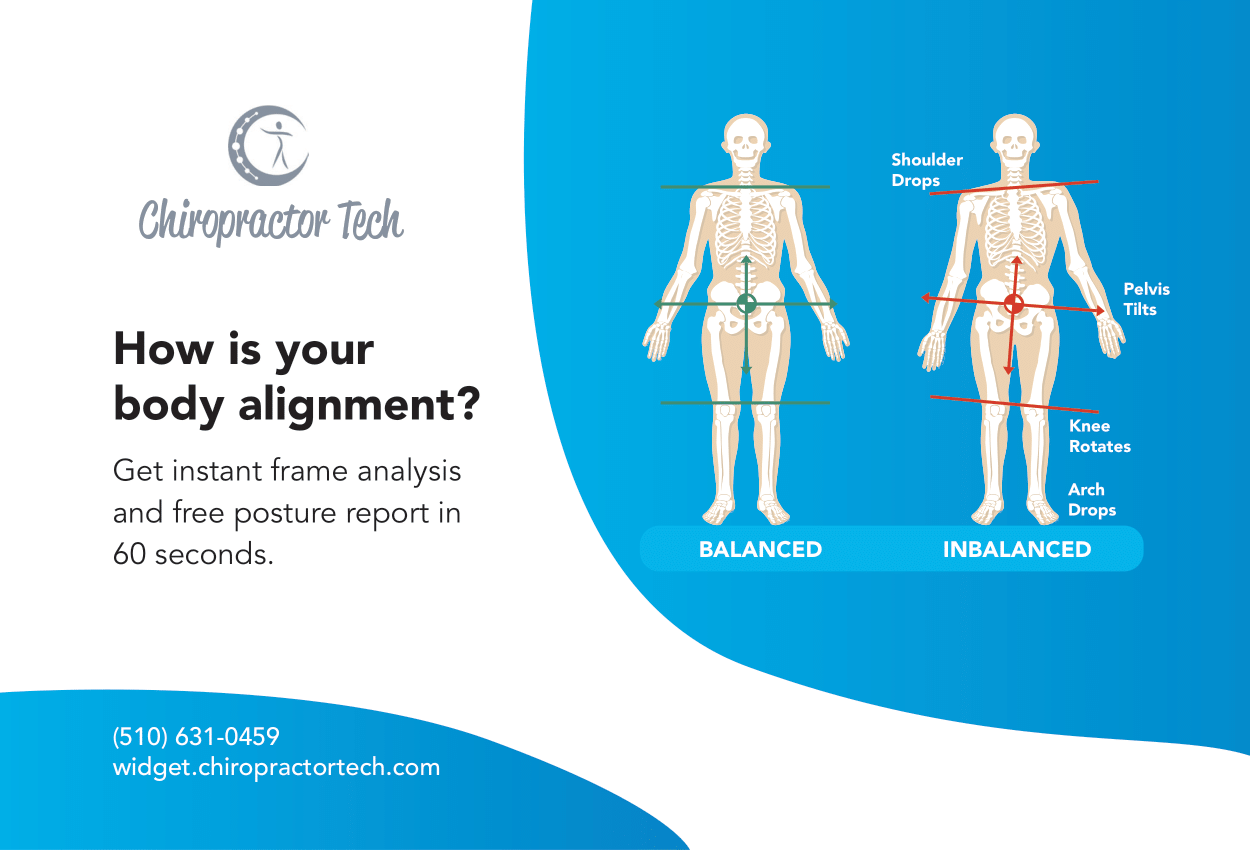 Chiropractor Tech
How is your
body alignment?
Get instant frame analysis
and free posture report in
60 seconds.
(510) 631-0459
widget.chiropractortech.com
Shoulder
Drops
Pelvis
Tilts
Knee
Rotates
Arch
Drops
BALANCED
INBALANCED